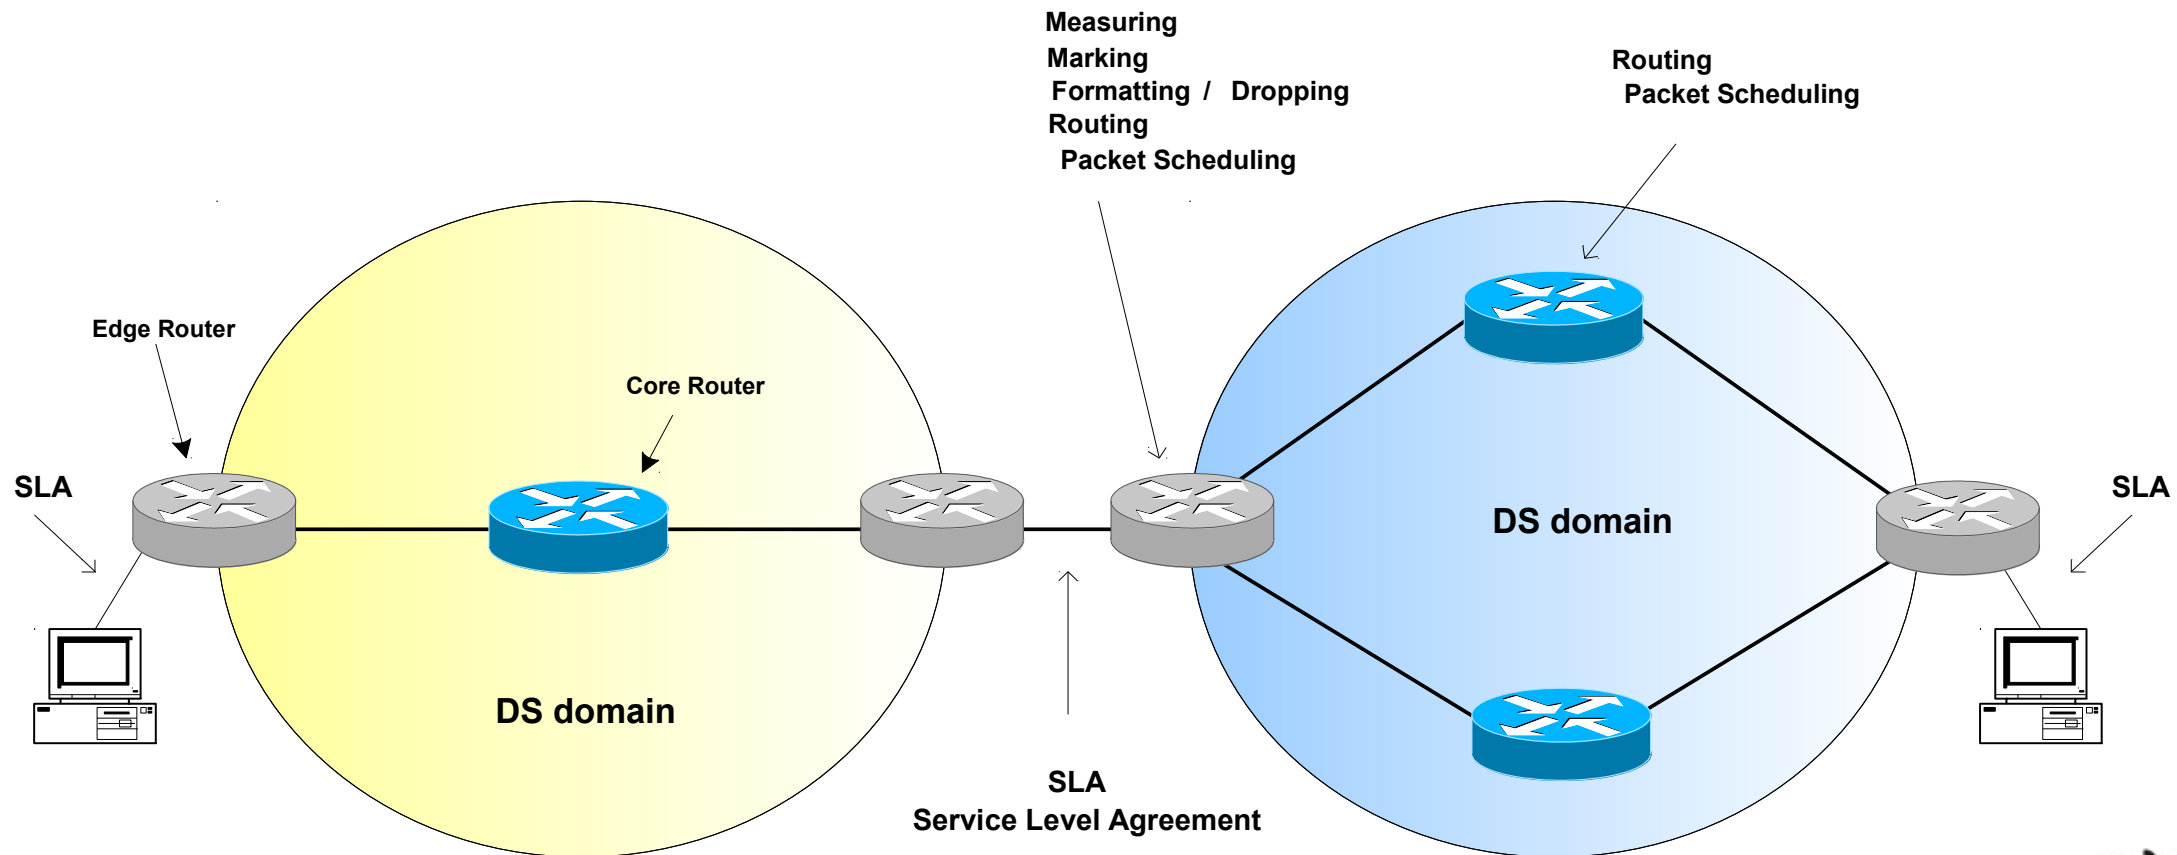 Measuring
Marking
Formatting / Dropping
Routing
Packet Scheduling
Routing
Packet Scheduling
Edge Router
Core Router
SLA
SLA
DS domain
DS domain
SLA
Service Level Agreement